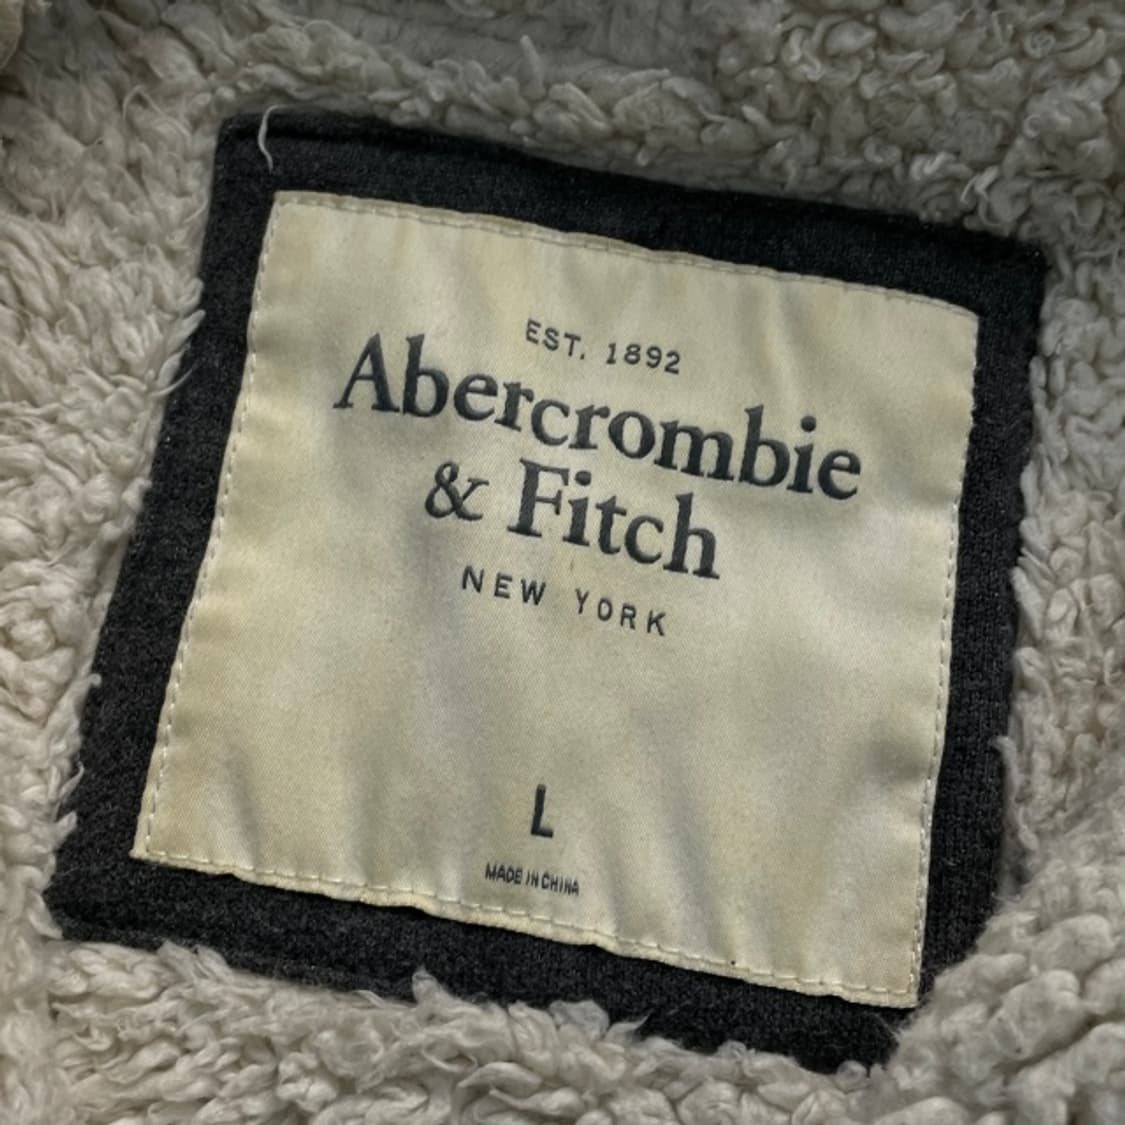 EST. 1892
Abercrombie
& Fitch
NEW YORK
L
MADE IN CHINA